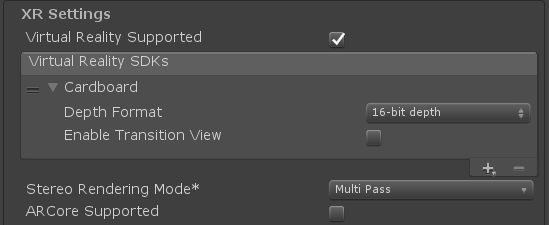 XR Settings
Virtual Reality Supported
Virtual Reality SDKs
Cardboard
Depth Format 16-bit depth
Enable Transition View
Stereo Rendering Mode* Multi Pass
ARCore Supported